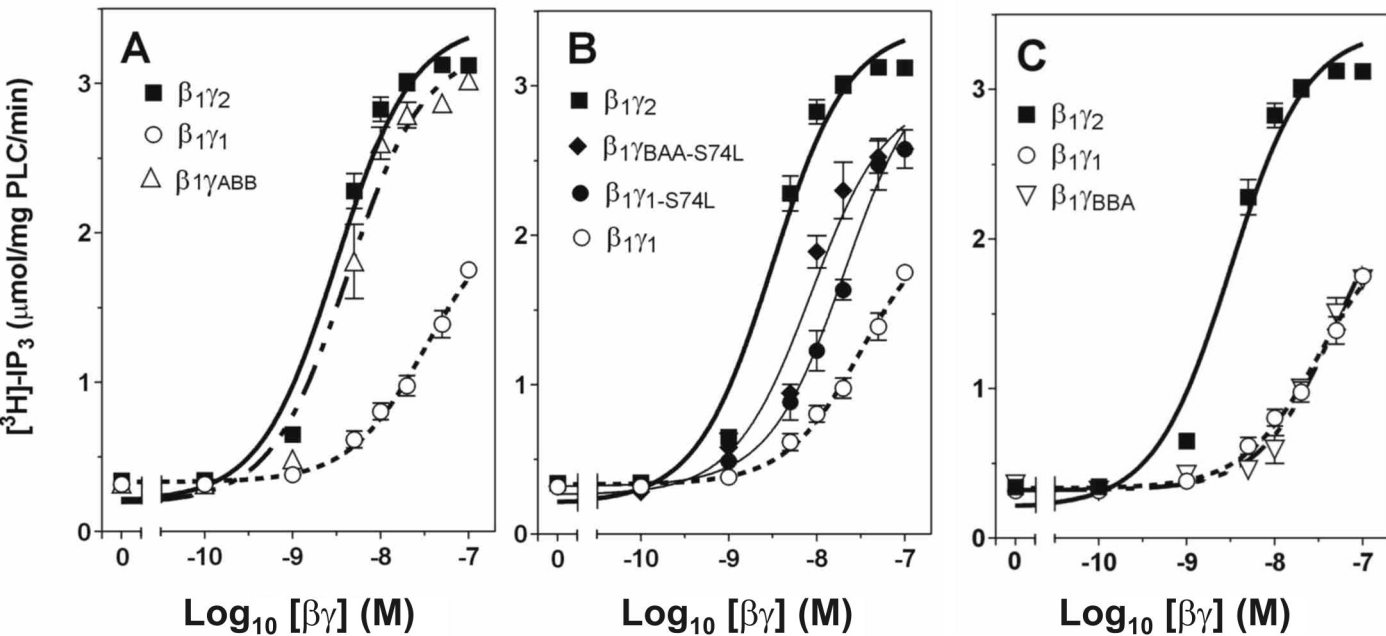 [³H]-IP₃ (μmol/mg PLC/min)
A
β₁γ₂
β₁γ₁
β1γABB
3
2
1
0
0 -10 -9 -8 -7
Log₁₀ [βγ] (M)
B
β₁γ₂
β₁γBAA-S74L
β₁γ1-S74L
β₁γ₁
3
2
1
0
0 -10 -9 -8 -7
Log₁₀ [βγ] (M)
C
β₁γ₂
β₁γ₁
β₁γBBA
3
2
1
0
0 -10 -9 -8 -7
Log₁₀ [βγ] (M)